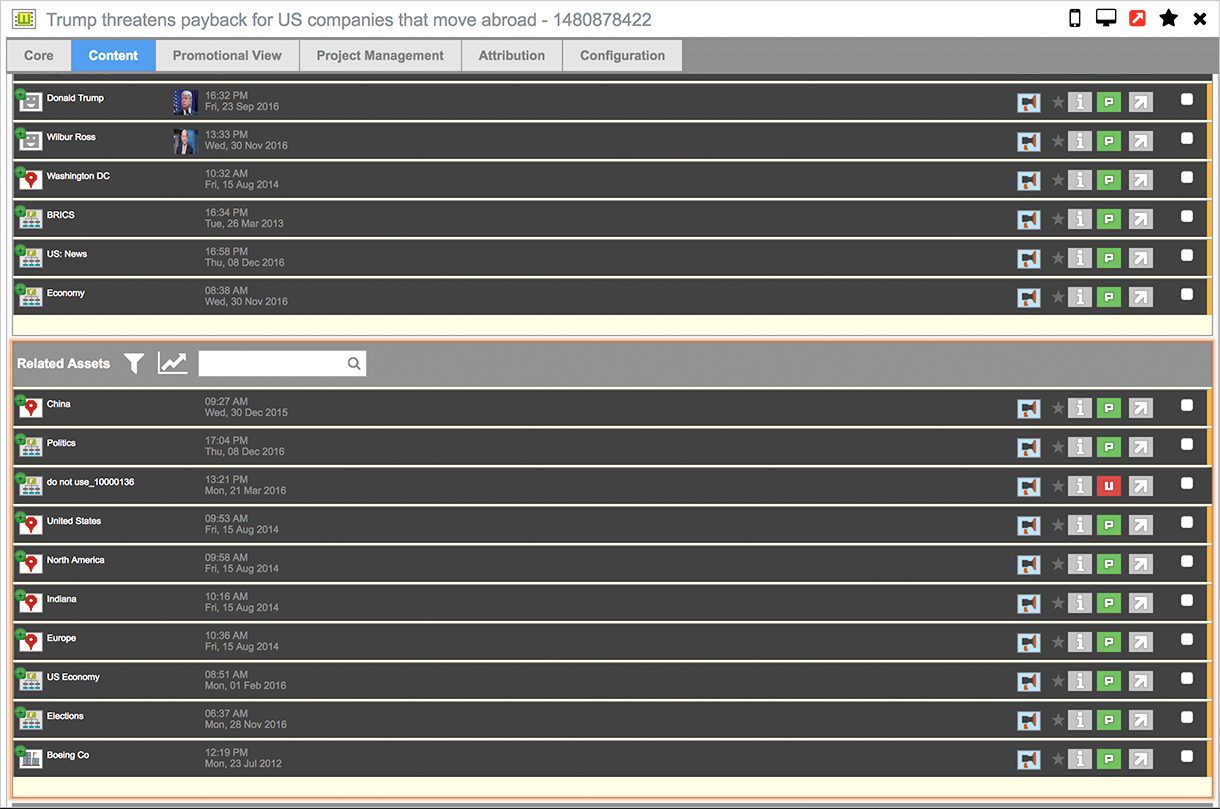 Trump threatens payback for US companies that move abroad - 1480878422
Core Content Promotional View Project Management Attribution Configuration
Donald Trump 16:32 PM
Fri, 23 Sep 2016
Wilbur Ross 13:33 PM
Wed, 30 Nov 2016
Washington DC 10:32 AM
Fri, 15 Aug 2014
BRICS 16:34 PM
Tue, 26 Mar 2013
US: News 16:58 PM
Thu, 08 Dec 2016
Economy 08:38 AM
Wed, 30 Nov 2016
Related Assets
China 09:27 AM
Wed, 30 Dec 2015
Politics 17:04 PM
Thu, 08 Dec 2016
do not use_10000136 13:21 PM
Mon, 21 Mar 2016
United States 09:53 AM
Fri, 15 Aug 2014
North America 09:58 AM
Fri, 15 Aug 2014
Indiana 10:16 AM
Fri, 15 Aug 2014
Europe 10:36 AM
Fri, 15 Aug 2014
US Economy 08:51 AM
Mon, 01 Feb 2016
Elections 06:37 AM
Mon, 28 Nov 2016
Boeing Co 12:19 PM
Mon, 23 Jul 2012